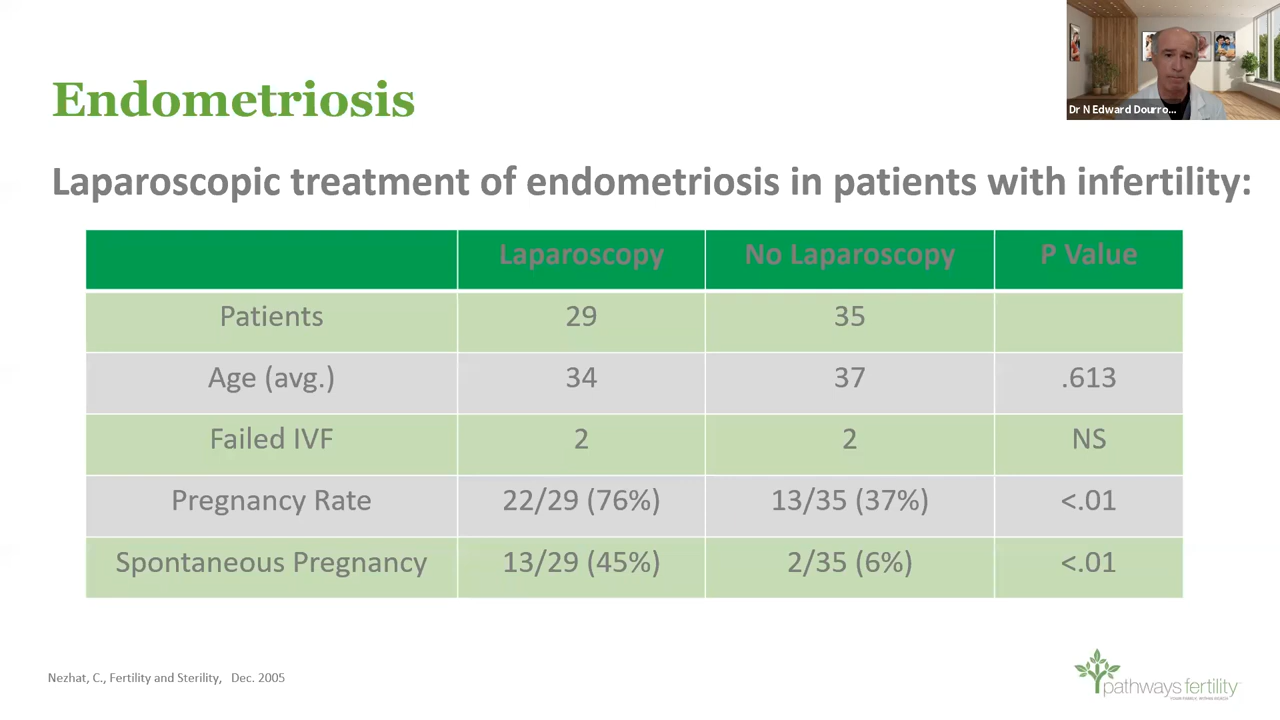 Dr N Edward Dourro...
Endometriosis
Laparoscopic treatment of endometriosis in patients with infertility:
Laparoscopy No Laparoscopy P Value
Patients 29 35
Age (avg.) 34 37 .613
Failed IVF 2 2 NS
Pregnancy Rate 22/29 (76%) 13/35 (37%) <.01
Spontaneous Pregnancy 13/29 (45%) 2/35 (6%) <.01
Nezhat, C., Fertility and Sterility, Dec. 2005
pathways fertility